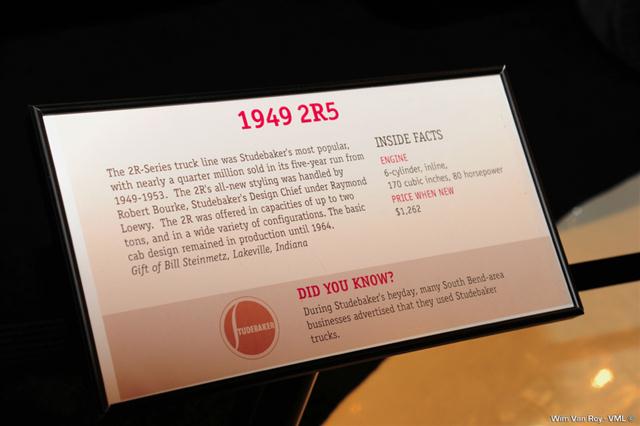 1949 2R5
The 2R-Series truck line was Studebaker's most popular,
with nearly a quarter million sold in its five-year run from
1949-1953. The 2R's all-new styling was handled by
Robert Bourke, Studebaker's Design Chief under Raymond
Loewy. The 2R was offered in capacities of up to two
tons, and in a wide variety of configurations. The basic
cab design remained in production until 1964.
Gift of Bill Steinmetz, Lakeville, Indiana
INSIDE FACTS
ENGINE
6-cylinder, inline,
170 cubic inches, 80 horsepower
PRICE WHEN NEW
$1,262
STUDEBAKER
DID YOU KNOW?
During Studebaker's heyday, many South Bend-area
businesses advertised that they used Studebaker
trucks.
Wim Van Roy - VML ©